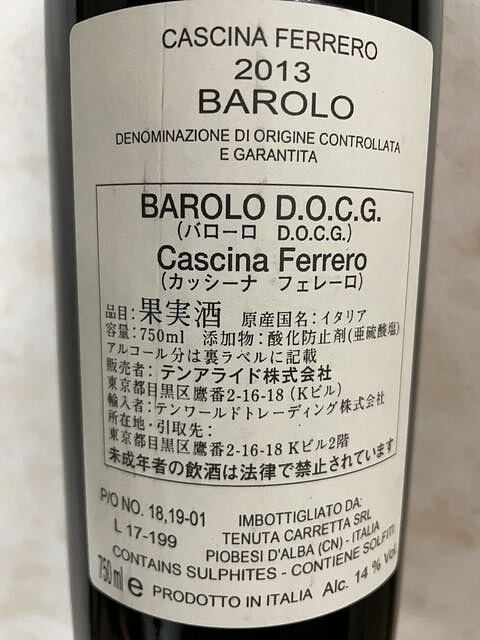 CASCINA FERRERO
2013
BAROLO
DENOMINAZIONE DI ORIGINE CONTROLLATA
E GARANTITA
BAROLO D.O.C.G.
(バローロ　D.O.C.G.)
Cascina Ferrero
(カッシーナ　フェレーロ)
品目：果実酒　原産国名：イタリア
容量：750ml　添加物：酸化防止剤(亜硫酸塩)
アルコール分は裏ラベルに記載
販売者：テンアライド株式会社
東京都目黒区鷹番2-16-18 (Kビル)
輸入者：テンワールドトレーディング株式会社
所在地・引取先：
東京都目黒区鷹番2-16-18 Kビル2階
未成年者の飲酒は法律で禁止されています
P/O NO. 18,19-01
L 17-199
IMBOTTIGLIATO DA:
TENUTA CARRETTA SRL
PIOBESI D'ALBA (CN) - ITALIA
CONTAINS SULPHITES - CONTIENE SOLFITI
750 ml e PRODOTTO IN ITALIA Alc. 14 % Vol.